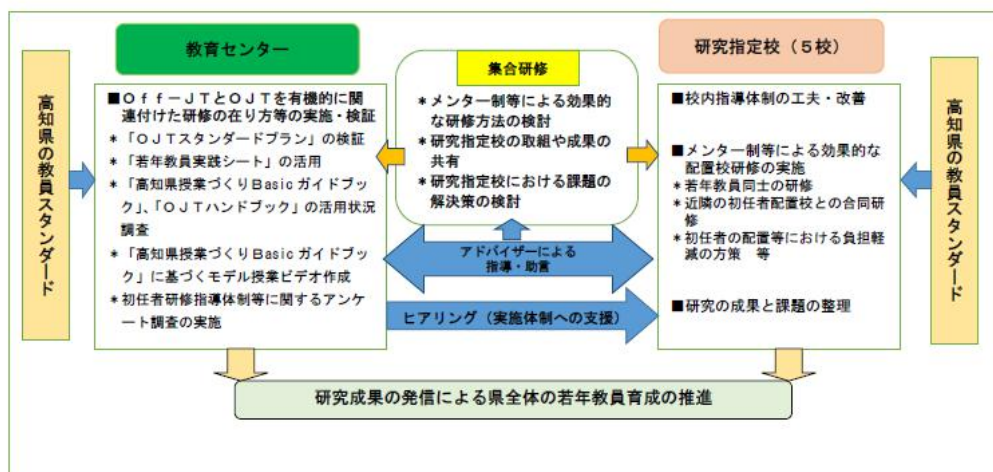 高知県の教員スタンダード
教育センター
■Off-JTとOJTを有機的に関
連付けた研修の在り方等の実施・検証
＊「OJTスタンダードプラン」の検証
＊「若年教員実践シート」の活用
＊「高知県授業づくりBasicガイドブ
ック」、「OJTハンドブック」の活用状況
調査
＊「高知県授業づくりBasicガイドブッ
ク」に基づくモデル授業ビデオ作成
＊初任者研修指導体制等に関するアンケ
ート調査の実施
集合研修
＊メンター制等による効果的
な研修方法の検討
＊研究指定校の取組や成果の
共有
＊研究指定校における課題の
解決策の検討
アドバイザーによる
指導・助言
ヒアリング（実施体制への支援）
研究指定校（5校）
■校内指導体制の工夫・改善
■メンター制等による効果的な
配置校研修の実施
＊若年教員同士の研修
＊近隣の初任者配置校との合同研
修
＊初任者の配置等における負担軽
減の方策　等
■研究の成果と課題の整理
高知県の教員スタンダード
研究成果の発信による県全体の若年教員育成の推進